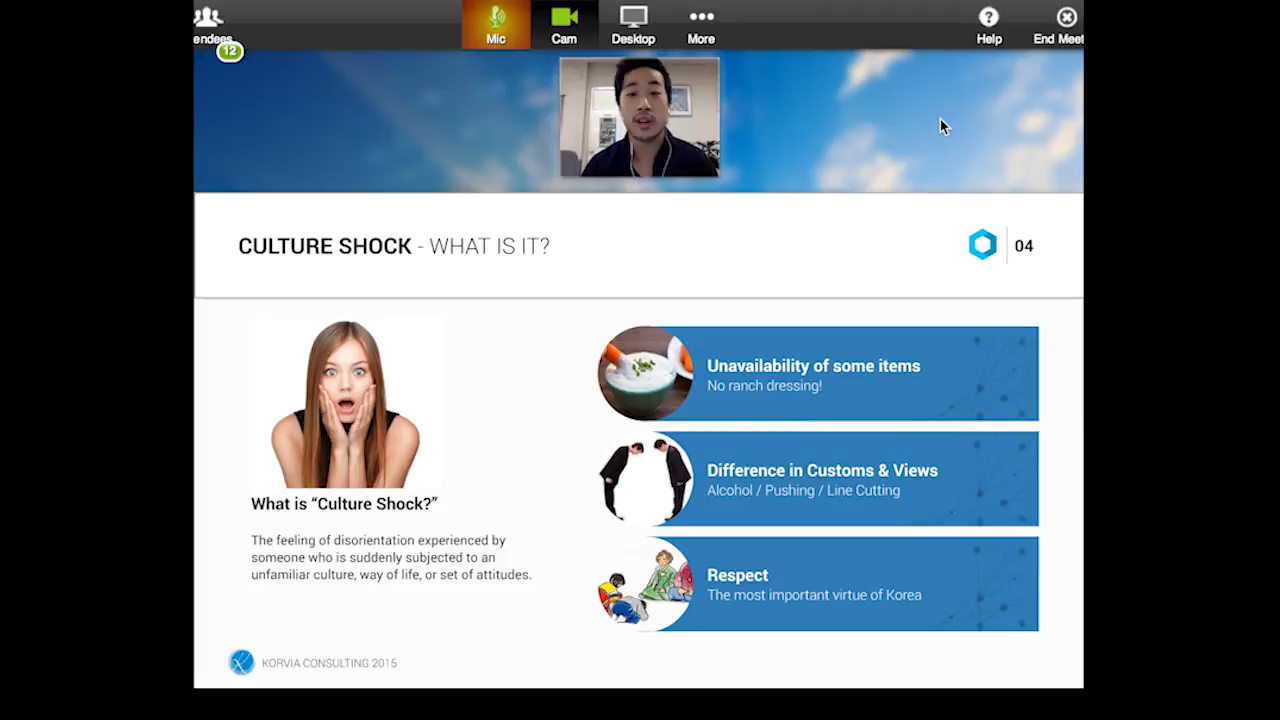 endees
12
Mic
Cam
Desktop
More
Help
End Meet
CULTURE SHOCK - WHAT IS IT?
04
What is “Culture Shock?”
The feeling of disorientation experienced by
someone who is suddenly subjected to an
unfamiliar culture, way of life, or set of attitudes.
Unavailability of some items
No ranch dressing!
Difference in Customs & Views
Alcohol / Pushing / Line Cutting
Respect
The most important virtue of Korea
KORVIA CONSULTING 2015